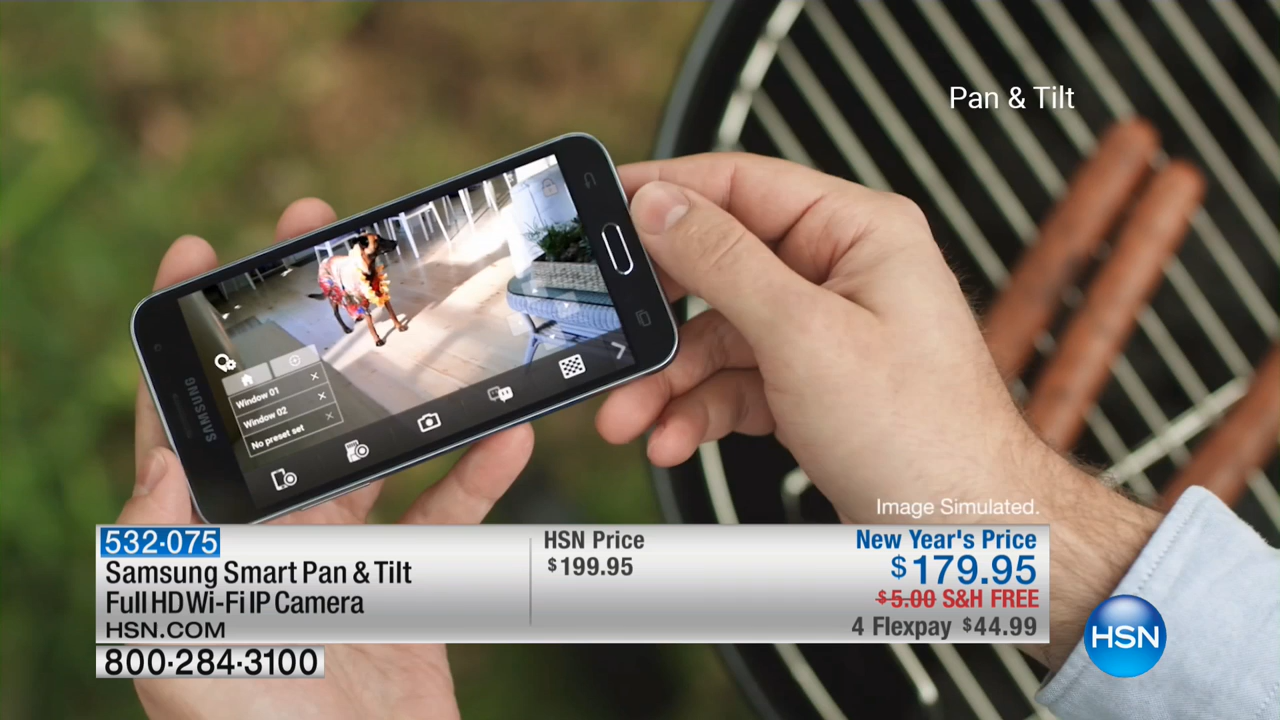 Pan & Tilt
SAMSUNG
Window 01
Window 02
No preset set
Image Simulated.
532-075
Samsung Smart Pan & Tilt
Full HD Wi-Fi IP Camera
HSN.COM
800-284-3100
HSN Price
$199.95
New Year's Price
$179.95
$5.00 S&H FREE
4 Flexpay $44.99
HSN